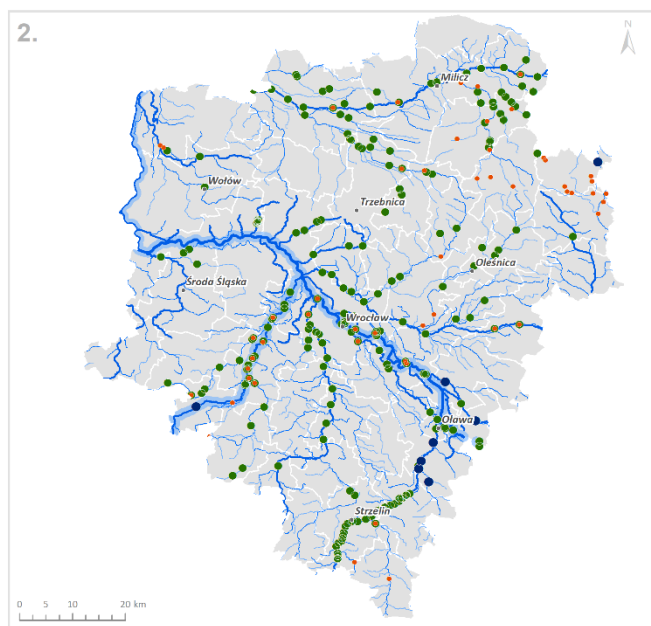 2.
N
Milicz
Wołów
Trzebnica
Oleśnica
Środa Śląska
Wrocław
Oława
Strzelin
0 5 10 20 km